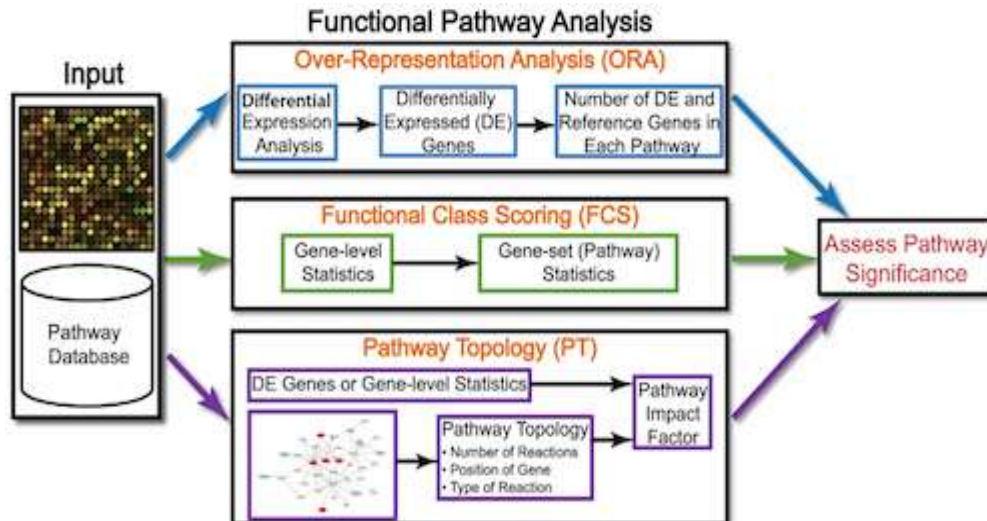 Functional Pathway Analysis
Input
Pathway
Database
Over-Representation Analysis (ORA)
Differential
Expression
Analysis
Differentially
Expressed (DE)
Genes
Number of DE and
Reference Genes in
Each Pathway
Functional Class Scoring (FCS)
Gene-level
Statistics
Gene-set (Pathway)
Statistics
Pathway Topology (PT)
DE Genes or Gene-level Statistics
Pathway Topology
• Number of Reactions
• Position of Gene
• Type of Reaction
Pathway
Impact
Factor
Assess Pathway
Significance